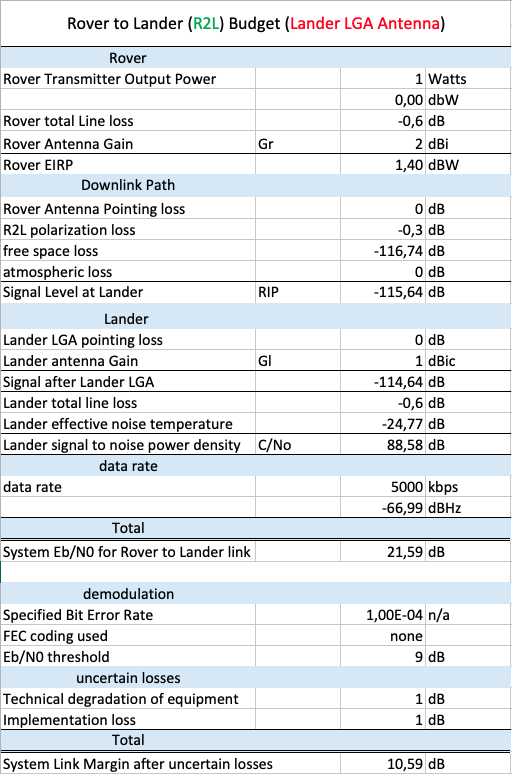 Rover to Lander (R2L) Budget (Lander LGA Antenna)
Rover
Rover Transmitter Output Power 1 Watts
0,00 dbW
Rover total Line loss -0,6 dB
Rover Antenna Gain Gr 2 dBi
Rover EIRP 1,40 dBW
Downlink Path
Rover Antenna Pointing loss 0 dB
R2L polarization loss -0,3 dB
free space loss -116,74 dB
atmospheric loss 0 dB
Signal Level at Lander RIP -115,64 dB
Lander
Lander LGA pointing loss 0 dB
Lander antenna Gain Gl 1 dBic
Signal after Lander LGA -114,64 dB
Lander total line loss -0,6 dB
Lander effective noise temperature -24,77 dB
Lander signal to noise power density C/No 88,58 dB
data rate
data rate 5000 kbps
-66,99 dBHz
Total
System Eb/N0 for Rover to Lander link 21,59 dB
demodulation
Specified Bit Error Rate 1,00E-04 n/a
FEC coding used none
Eb/N0 threshold 9 dB
uncertain losses
Technical degradation of equipment 1 dB
Implementation loss 1 dB
Total
System Link Margin after uncertain losses 10,59 dB